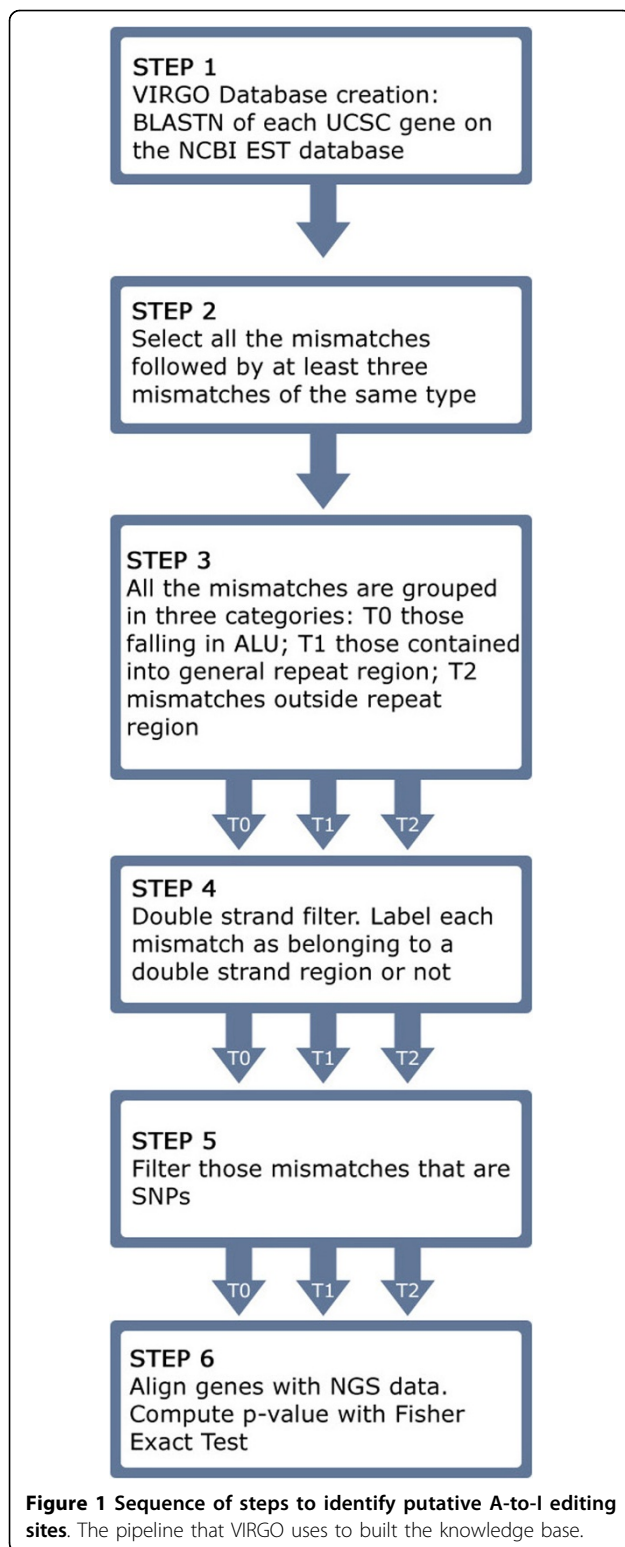 STEP 1
VIRGO Database creation:
BLASTN of each UCSC gene on
the NCBI EST database
STEP 2
Select all the mismatches
followed by at least three
mismatches of the same type
STEP 3
All the mismatches are grouped
in three categories: T0 those
falling in ALU; T1 those contained
into general repeat region; T2
mismatches outside repeat
region
T0 T1 T2
STEP 4
Double strand filter. Label each
mismatch as belonging to a
double strand region or not
T0 T1 T2
STEP 5
Filter those mismatches that are
SNPs
T0 T1 T2
STEP 6
Align genes with NGS data.
Compute p-value with Fisher
Exact Test
Figure 1 Sequence of steps to identify putative A-to-I editing
sites. The pipeline that VIRGO uses to built the knowledge base.